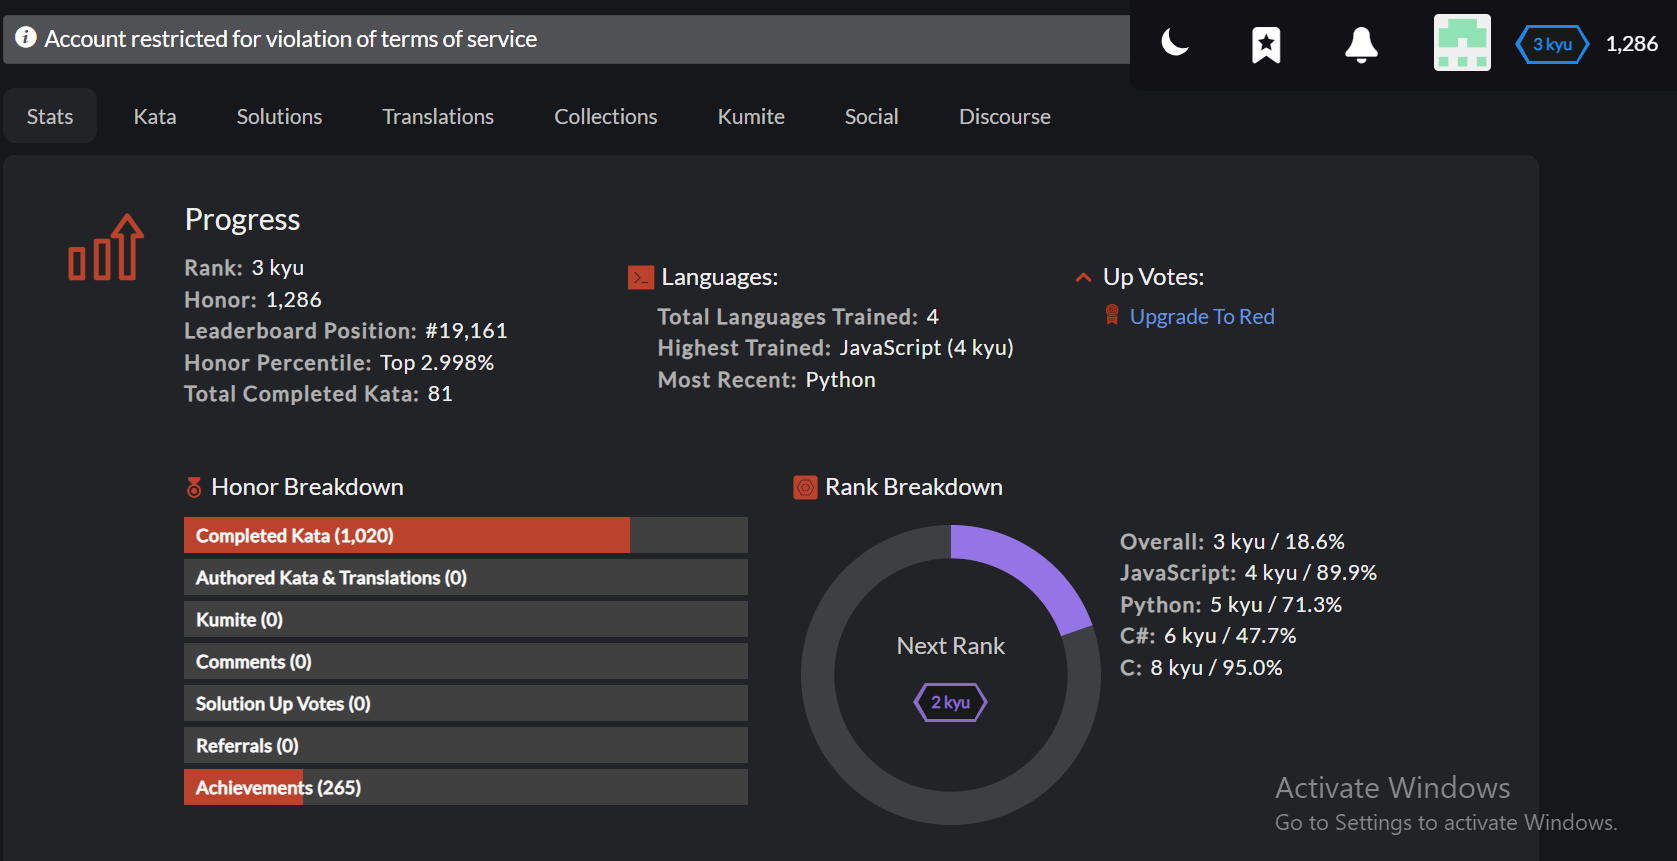 Account restricted for violation of terms of service
3 kyu 1,286
Stats Kata Solutions Translations Collections Kumite Social Discourse
Progress
Rank: 3 kyu
Honor: 1,286
Leaderboard Position: #19,161
Honor Percentile: Top 2.998%
Total Completed Kata: 81
Languages:
Total Languages Trained: 4
Highest Trained: JavaScript (4 kyu)
Most Recent: Python
Up Votes:
Upgrade To Red
Honor Breakdown
Completed Kata (1,020)
Authored Kata & Translations (0)
Kumite (0)
Comments (0)
Solution Up Votes (0)
Referrals (0)
Achievements (265)
Rank Breakdown
Next Rank
2 kyu
Overall: 3 kyu / 18.6%
JavaScript: 4 kyu / 89.9%
Python: 5 kyu / 71.3%
C#: 6 kyu / 47.7%
C: 8 kyu / 95.0%
Activate Windows
Go to Settings to activate Windows.